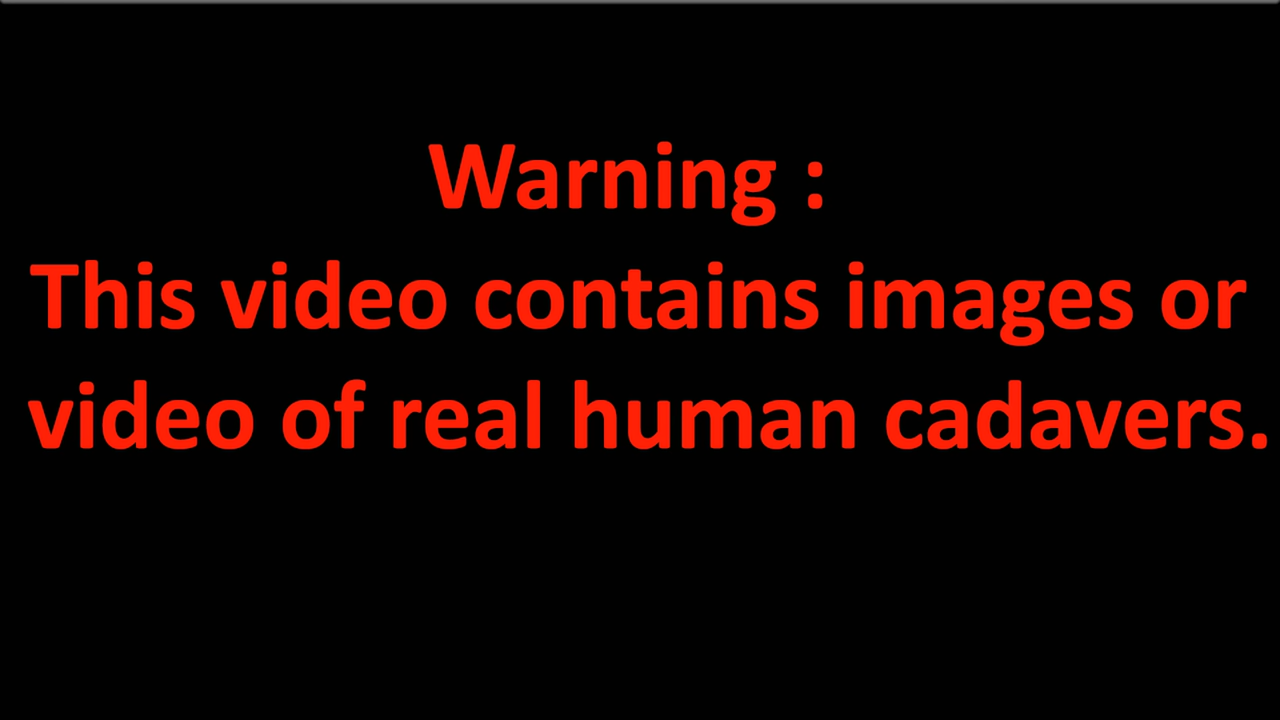 Warning :
This video contains images or
video of real human cadavers.